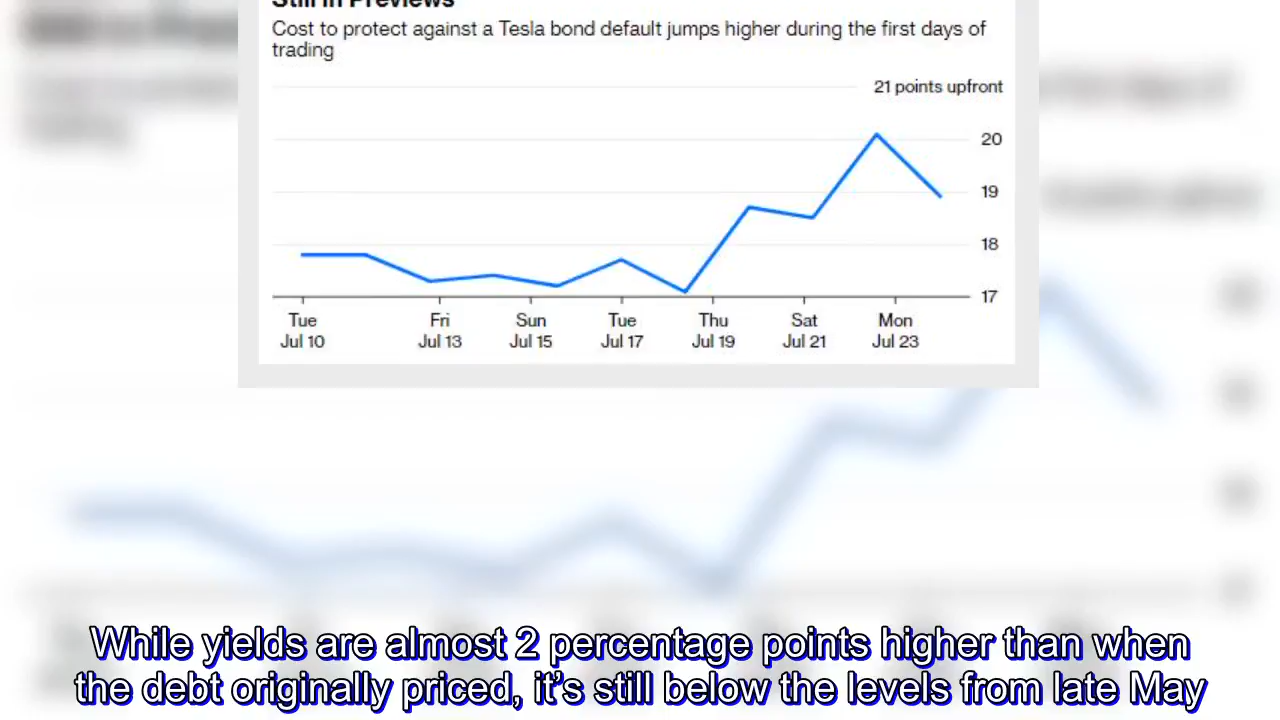 Still in Previews
Cost to protect against a Tesla bond default jumps higher during the first days of
trading
21 points upfront
20
19
18
17
Tue Fri Sun Tue Thu Sat Mon
Jul 10 Jul 13 Jul 15 Jul 17 Jul 19 Jul 21 Jul 23
While yields are almost 2 percentage points higher than when
the debt originally priced, it's still below the levels from late May